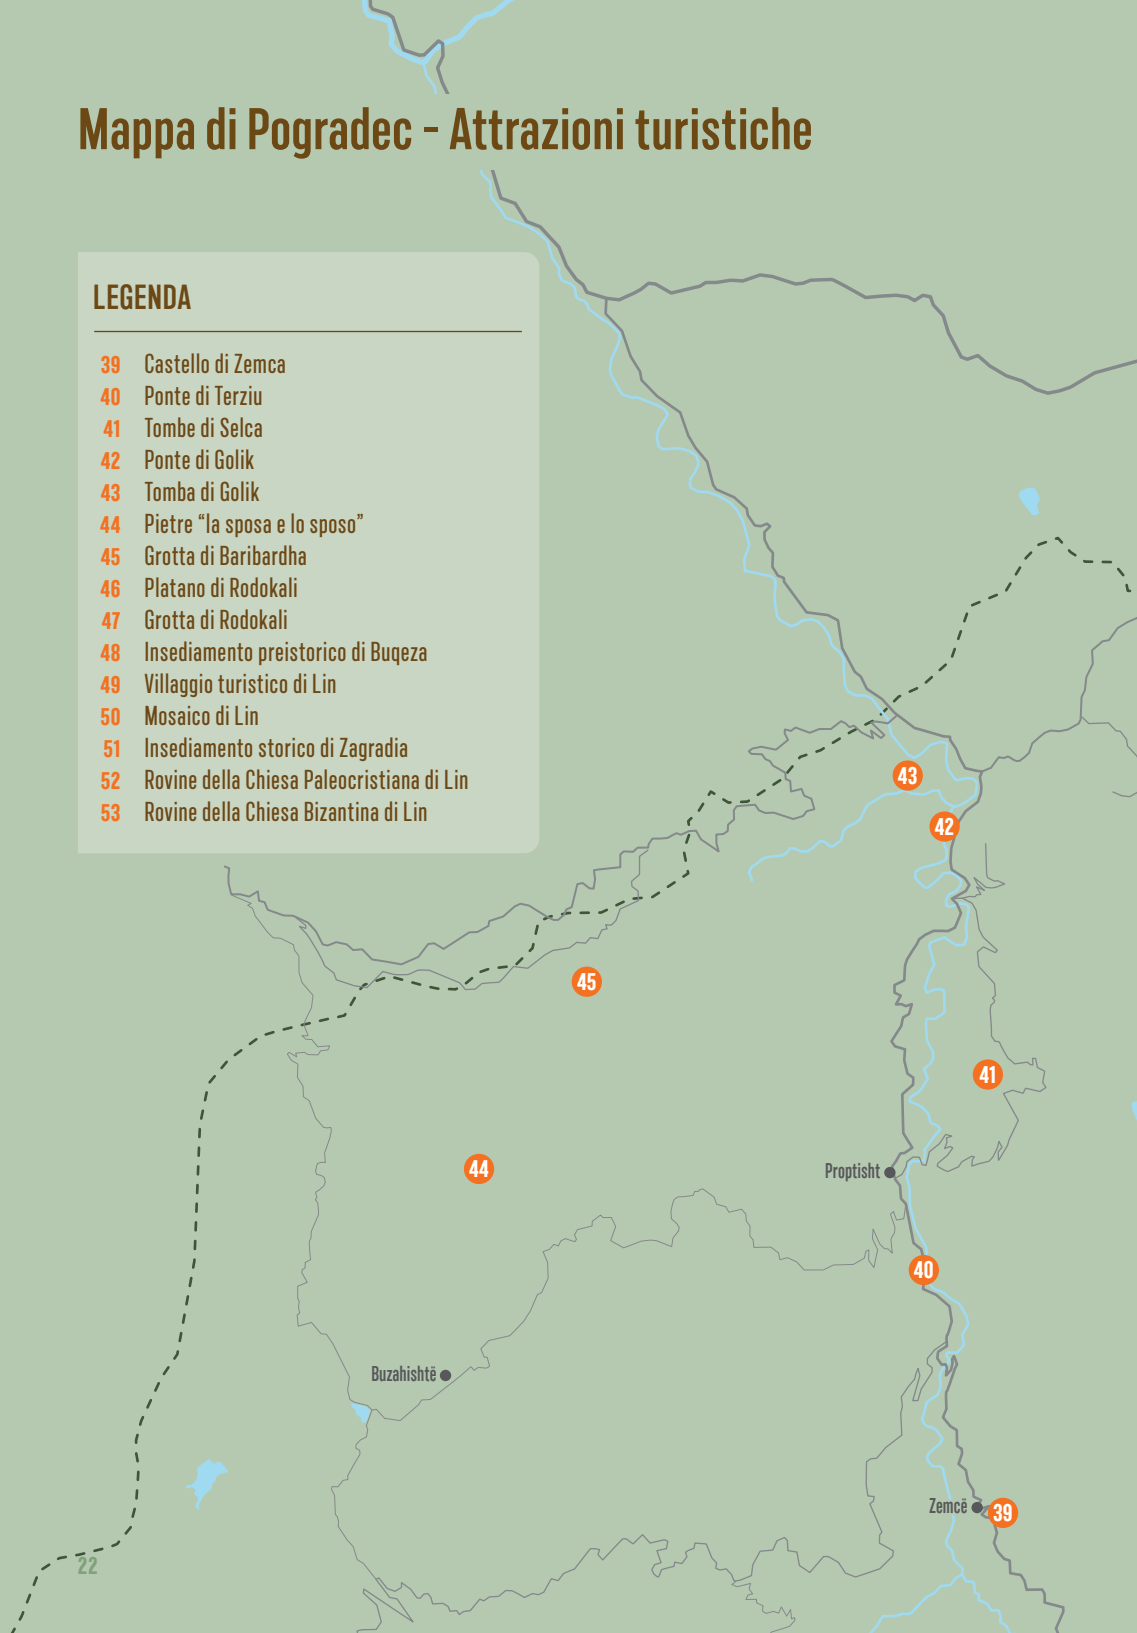 Mappa di Pogradec - Attrazioni turistiche
LEGENDA
39 Castello di Zemca
40 Ponte di Terziu
41 Tombe di Selca
42 Ponte di Golik
43 Tomba di Golik
44 Pietre “la sposa e lo sposo”
45 Grotta di Baribardha
46 Platano di Rodokali
47 Grotta di Rodokali
48 Insediamento preistorico di Buqeza
49 Villaggio turistico di Lin
50 Mosaico di Lin
51 Insediamento storico di Zagradia
52 Rovine della Chiesa Paleocristiana di Lin
53 Rovine della Chiesa Bizantina di Lin
43
42
45
41
44
Proptisht
40
Buzahishtë
Zemcë
39
22